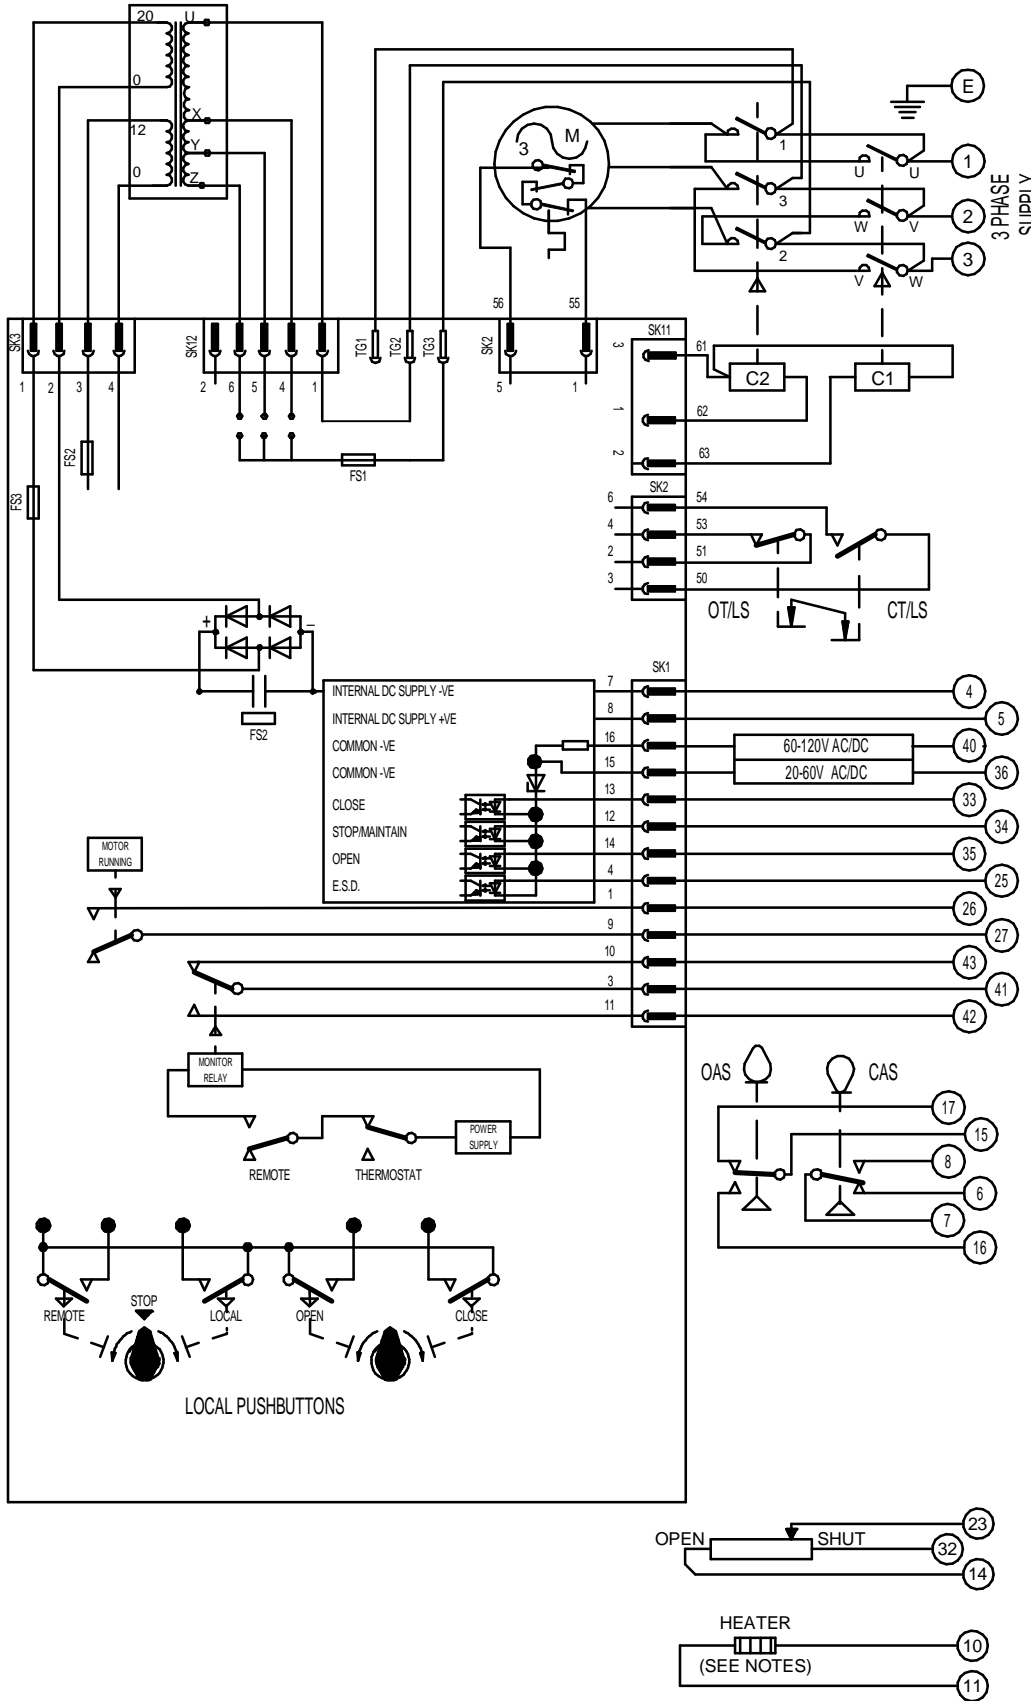 20
U
0
X
12
Y
0
Z
E
3
M
1
U
U
1
3
W
V
2
2
V
W
3
3 PHASE
SUPPLY
56
55
SK3
SK12
TG1
TG2
TG3
SK2
SK11
1
2
3
4
2
6
5
4
1
5
1
3
61
C2
C1
1
62
2
63
FS2
FS1
FS3
SK2
6
54
4
53
2
51
3
50
OT/LS
CT/LS
+
–
FS2
SK1
INTERNAL DC SUPPLY -VE
7
4
INTERNAL DC SUPPLY +VE
8
5
COMMON -VE
16
60-120V AC/DC
40
COMMON -VE
15
20-60V AC/DC
36
CLOSE
13
33
STOP/MAINTAIN
12
34
OPEN
14
35
E.S.D.
4
25
MOTOR
RUNNING
1
26
9
27
10
43
3
41
11
42
MONITOR
RELAY
REMOTE
THERMOSTAT
POWER
SUPPLY
OAS
CAS
17
15
8
6
7
16
REMOTE
STOP
LOCAL
OPEN
CLOSE
LOCAL PUSHBUTTONS
23
OPEN
SHUT
32
14
HEATER
(SEE NOTES)
10
11